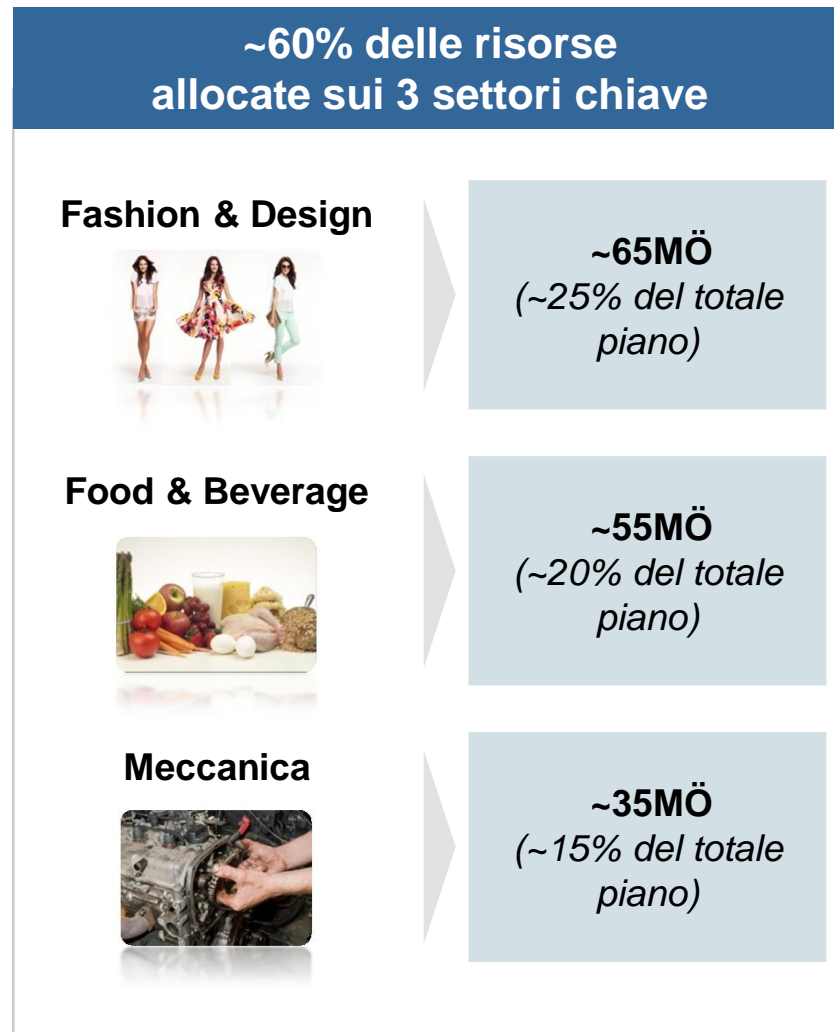 ~60% delle risorse
allocate sui 3 settori chiave
Fashion & Design
~65MÖ
(~25% del totale
piano)
Food & Beverage
~55MÖ
(~20% del totale
piano)
Meccanica
~35MÖ
(~15% del totale
piano)